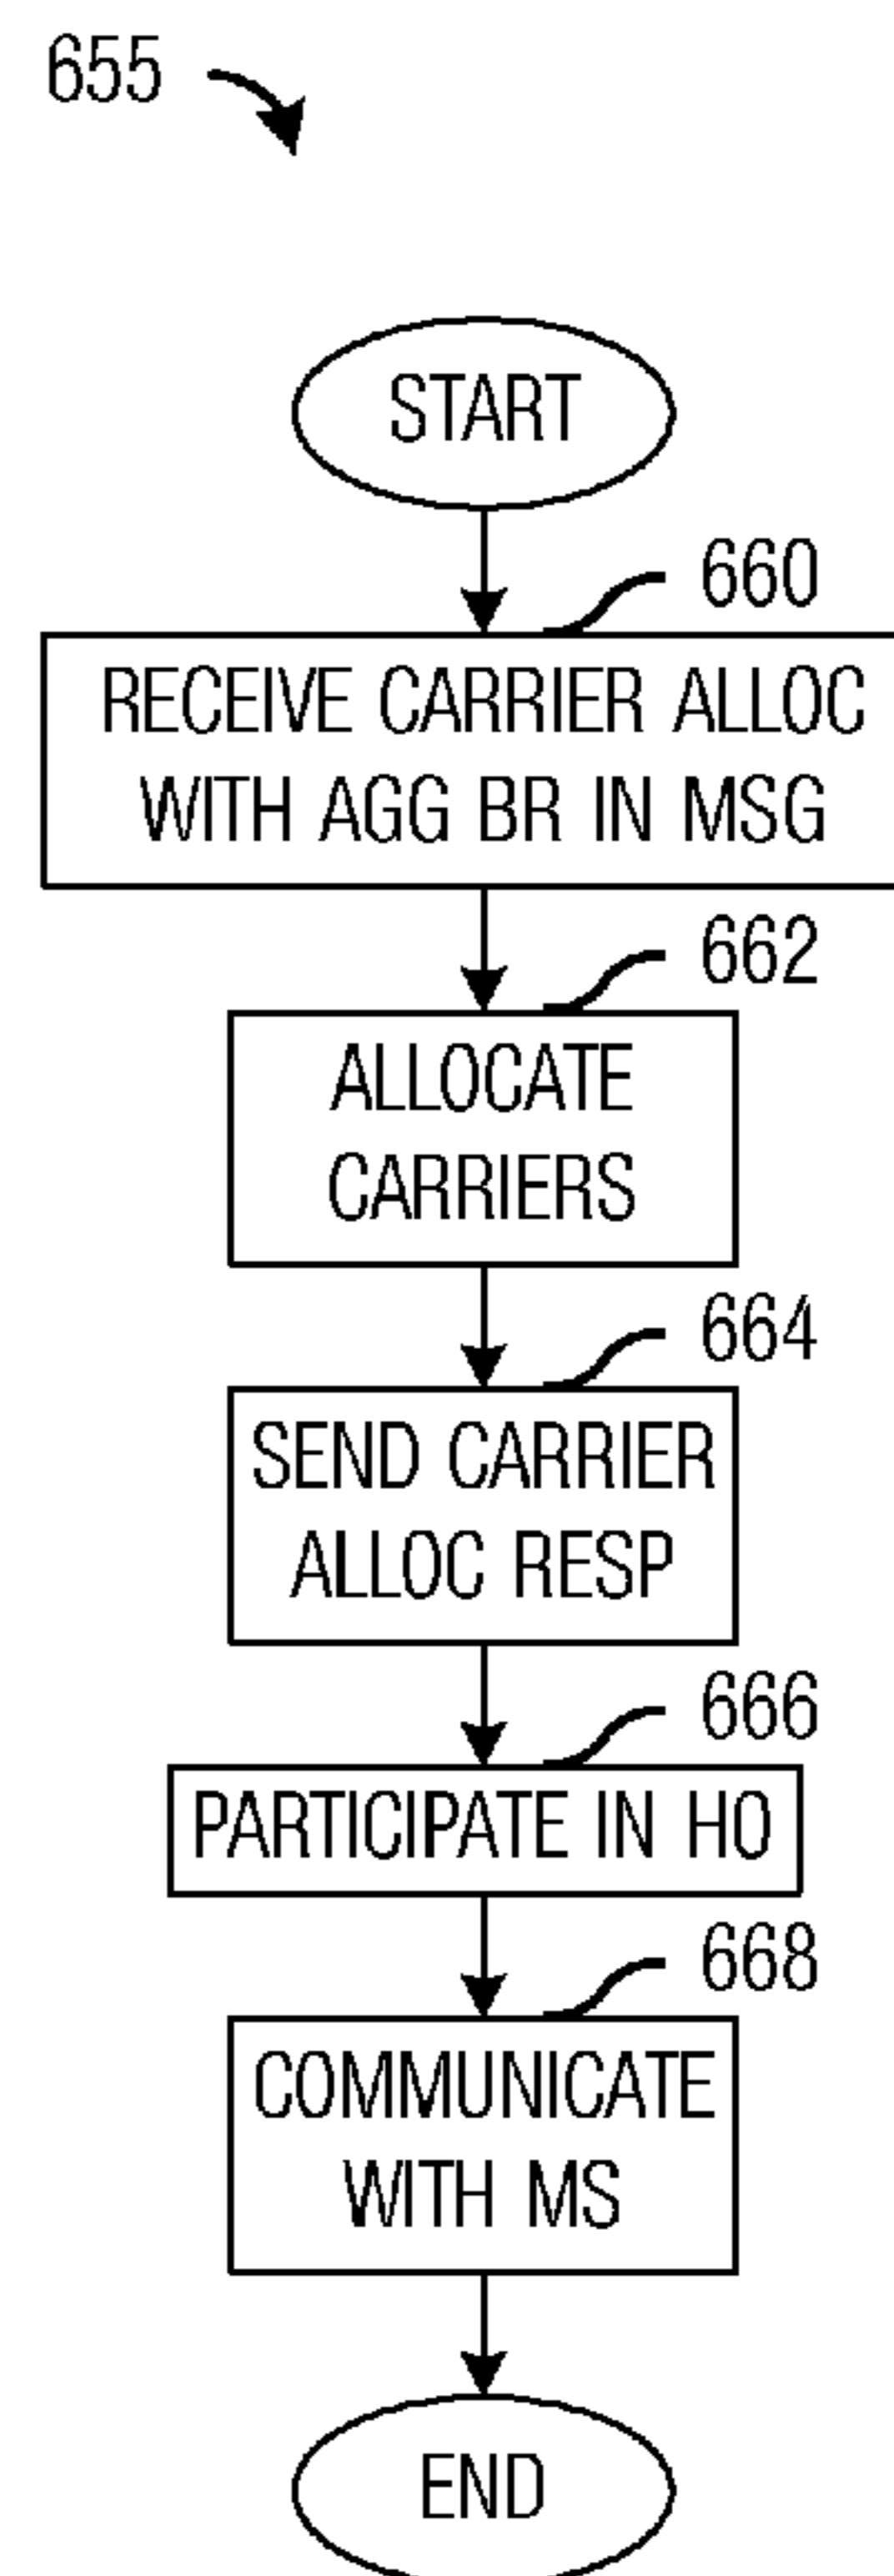 655
START
660
RECEIVE CARRIER ALLOC
WITH AGG BR IN MSG
662
ALLOCATE
CARRIERS
664
SEND CARRIER
ALLOC RESP
666
PARTICIPATE IN HO
668
COMMUNICATE
WITH MS
END